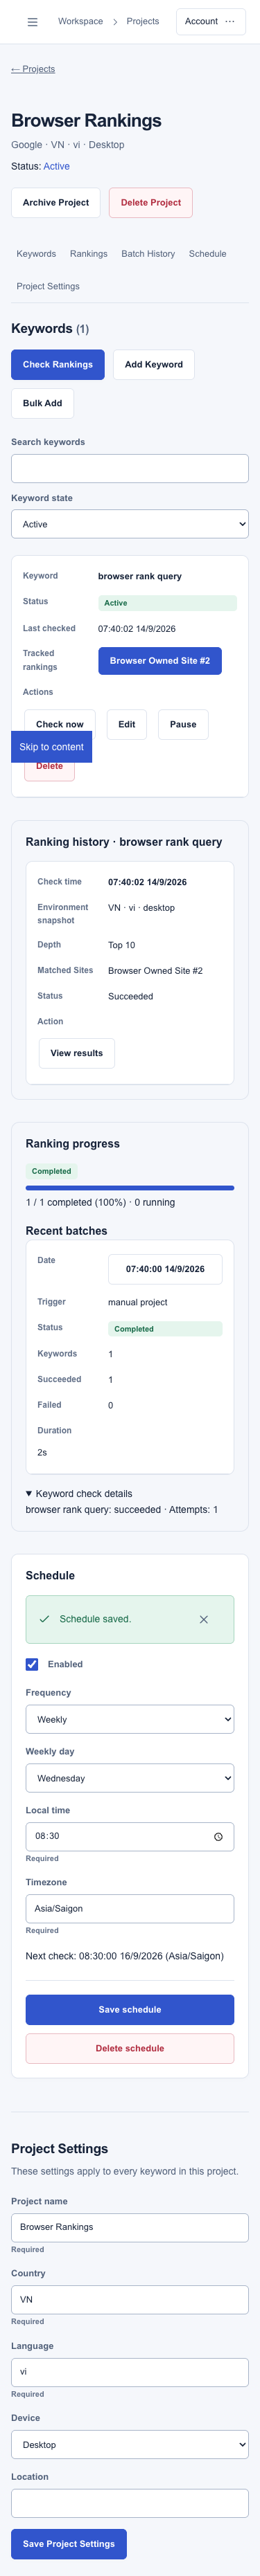 Workspace > Projects Account ...
← Projects
Browser Rankings
Google · VN · vi · Desktop
Status: Active
Archive Project Delete Project
Keywords Rankings Batch History Schedule
Project Settings
Keywords (1)
Check Rankings Add Keyword
Bulk Add
Search keywords
Keyword state
Active
Keyword browser rank query
Status Active
Last checked 07:40:02 14/9/2026
Tracked rankings Browser Owned Site #2
Actions
Check now Edit Pause
Skip to content
Delete
Ranking history · browser rank query
Check time 07:40:02 14/9/2026
Environment snapshot VN · vi · desktop
Depth Top 10
Matched Sites Browser Owned Site #2
Status Succeeded
Action
View results
Ranking progress
Completed
1 / 1 completed (100%) · 0 running
Recent batches
Date 07:40:00 14/9/2026
Trigger manual project
Status Completed
Keywords 1
Succeeded 1
Failed 0
Duration
2s
▼ Keyword check details
browser rank query: succeeded · Attempts: 1
Schedule
Schedule saved.
Enabled
Frequency
Weekly
Weekly day
Wednesday
Local time
08:30
Required
Timezone
Asia/Saigon
Required
Next check: 08:30:00 16/9/2026 (Asia/Saigon)
Save schedule
Delete schedule
Project Settings
These settings apply to every keyword in this project.
Project name
Browser Rankings
Required
Country
VN
Required
Language
vi
Required
Device
Desktop
Location
Save Project Settings